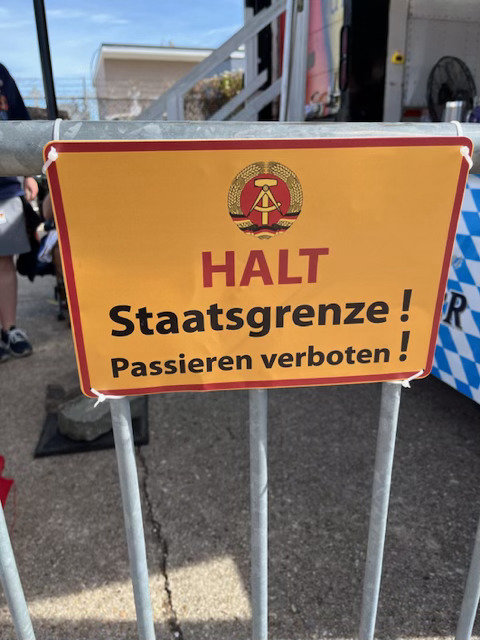 HALT
Staatsgrenze !
Passieren verboten !